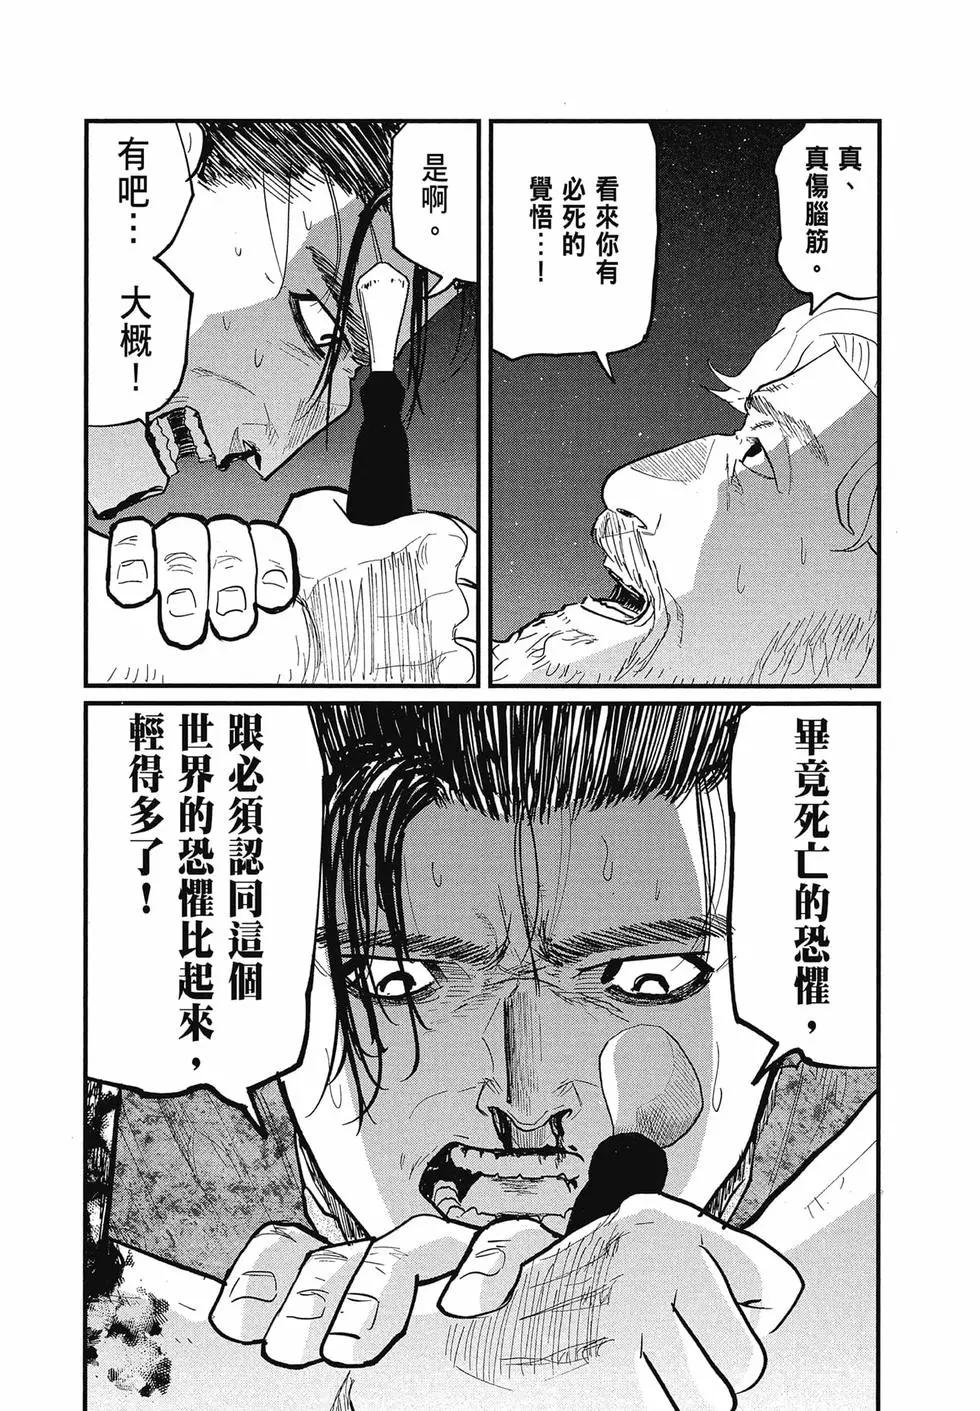 真、
真傷腦筋。
看來你有
必死的
覺悟…！
是啊。
有吧… 大概！
畢竟死亡的恐懼，
跟必須認同這個
世界的恐懼比起來，
輕得多了！